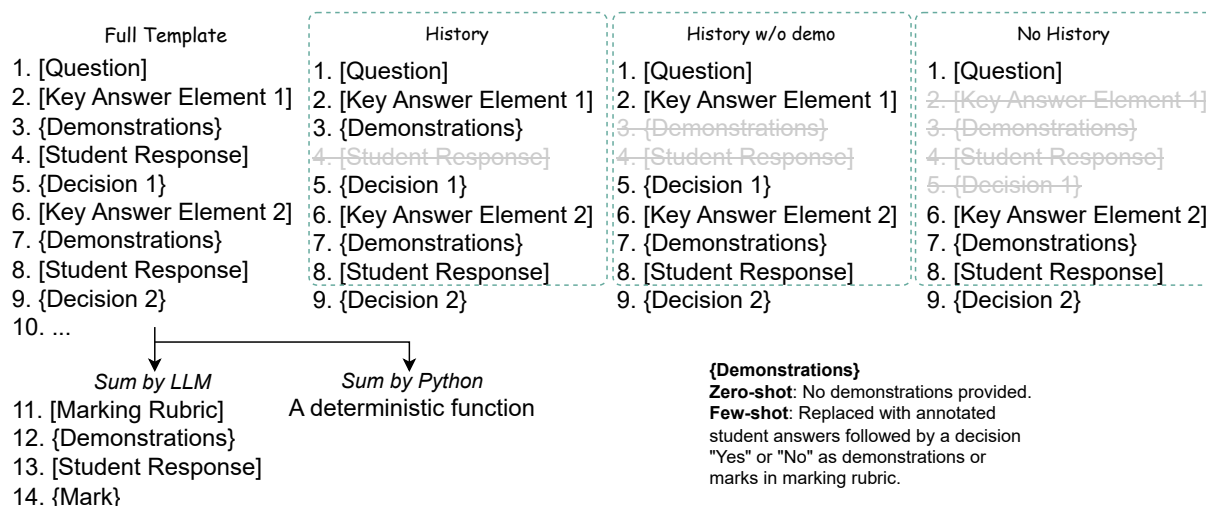 Full Template
1. [Question]
2. [Key Answer Element 1]
3. {Demonstrations}
4. [Student Response]
5. {Decision 1}
6. [Key Answer Element 2]
7. {Demonstrations}
8. [Student Response]
9. {Decision 2}
10. ...
History
1. [Question]
2. [Key Answer Element 1]
3. {Demonstrations}
4. [Student Response]
5. {Decision 1}
6. [Key Answer Element 2]
7. {Demonstrations}
8. [Student Response]
9. {Decision 2}
History w/o demo
1. [Question]
2. [Key Answer Element 1]
3. {Demonstrations}
4. [Student Response]
5. {Decision 1}
6. [Key Answer Element 2]
7. {Demonstrations}
8. [Student Response]
9. {Decision 2}
No History
1. [Question]
2. [Key Answer Element 1]
3. {Demonstrations}
4. [Student Response]
5. {Decision 1}
6. [Key Answer Element 2]
7. {Demonstrations}
8. [Student Response]
9. {Decision 2}
Sum by LLM
11. [Marking Rubric]
12. {Demonstrations}
13. [Student Response]
14. {Mark}
Sum by Python
A deterministic function
{Demonstrations}
Zero-shot: No demonstrations provided.
Few-shot: Replaced with annotated
student answers followed by a decision
"Yes" or "No" as demonstrations or
marks in marking rubric.